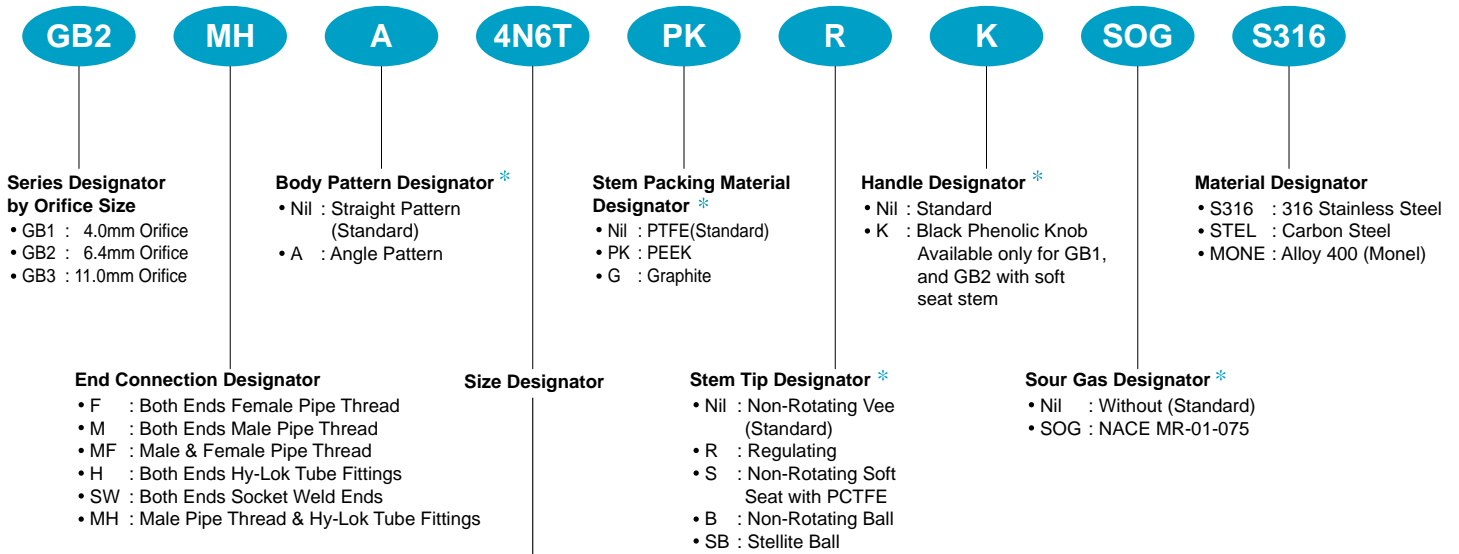 GB2 MH A 4N6T PK R K SOG S316
Series Designator
by Orifice Size
• GB1 : 4.0mm Orifice
• GB2 : 6.4mm Orifice
• GB3 : 11.0mm Orifice
Body Pattern Designator *
• Nil : Straight Pattern
(Standard)
• A : Angle Pattern
Stem Packing Material
Designator *
• Nil : PTFE(Standard)
• PK : PEEK
• G : Graphite
Handle Designator *
• Nil : Standard
• K : Black Phenolic Knob
Available only for GB1,
and GB2 with soft
seat stem
Material Designator
• S316 : 316 Stainless Steel
• STEL : Carbon Steel
• MONE : Alloy 400 (Monel)
End Connection Designator
• F : Both Ends Female Pipe Thread
• M : Both Ends Male Pipe Thread
• MF : Male & Female Pipe Thread
• H : Both Ends Hy-Lok Tube Fittings
• SW : Both Ends Socket Weld Ends
• MH : Male Pipe Thread & Hy-Lok Tube Fittings
Size Designator
Stem Tip Designator *
• Nil : Non-Rotating Vee
(Standard)
• R : Regulating
• S : Non-Rotating Soft
Seat with PCTFE
• B : Non-Rotating Ball
• SB : Stellite Ball
Sour Gas Designator *
• Nil : Without (Standard)
• SOG : NACE MR-01-075